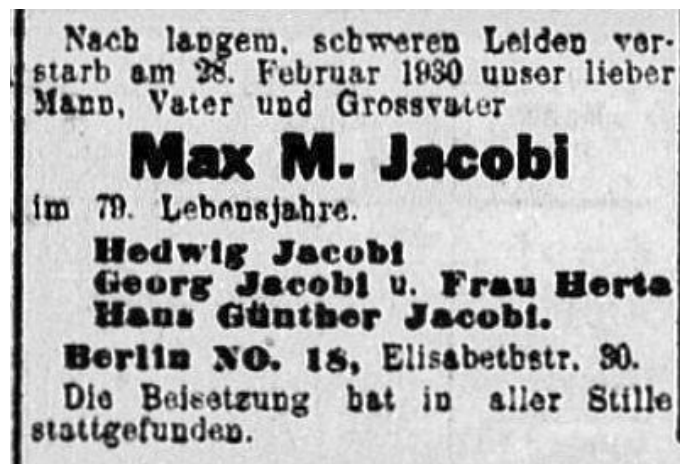 Nach langem, schweren Leiden ver-
starb am 28. Februar 1930 unser lieber
Mann, Vater und Grossvater
Max M. Jacobi
im 79. Lebensjahre.
Hedwig Jacobi
Georg Jacobi u. Frau Herta
Hans Günther Jacobi.
Berlin NO. 18, Elisabethstr. 30.
Die Beisetzung hat in aller Stille
stattgefunden.